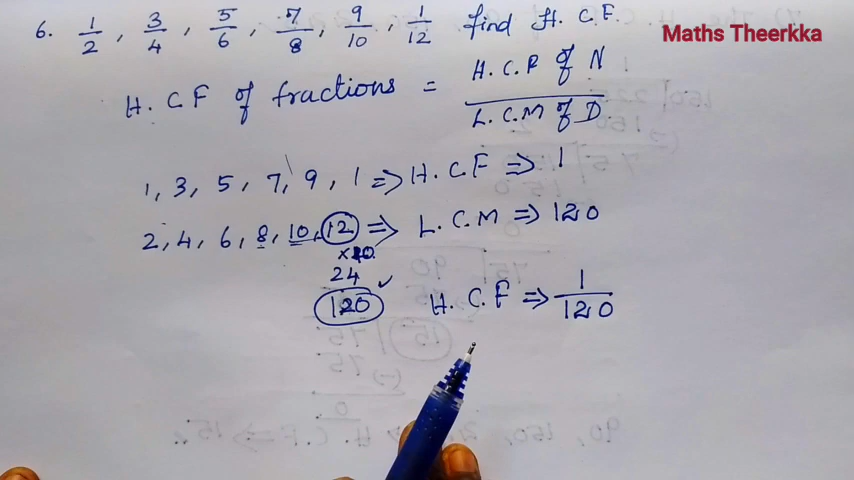 6. 1/2, 3/4, 5/6, 7/8, 9/10, 1/12 find H. C. F.
Maths Theerkka
H. C. F of fractions = H. C. F of N / L. C. M of D
1, 3, 5, 7, 9, 1 => H. C. F => 1
2, 4, 6, 8, 10, 12 => L. C. M => 120
24
120 ✓ H. C. F => 1/120